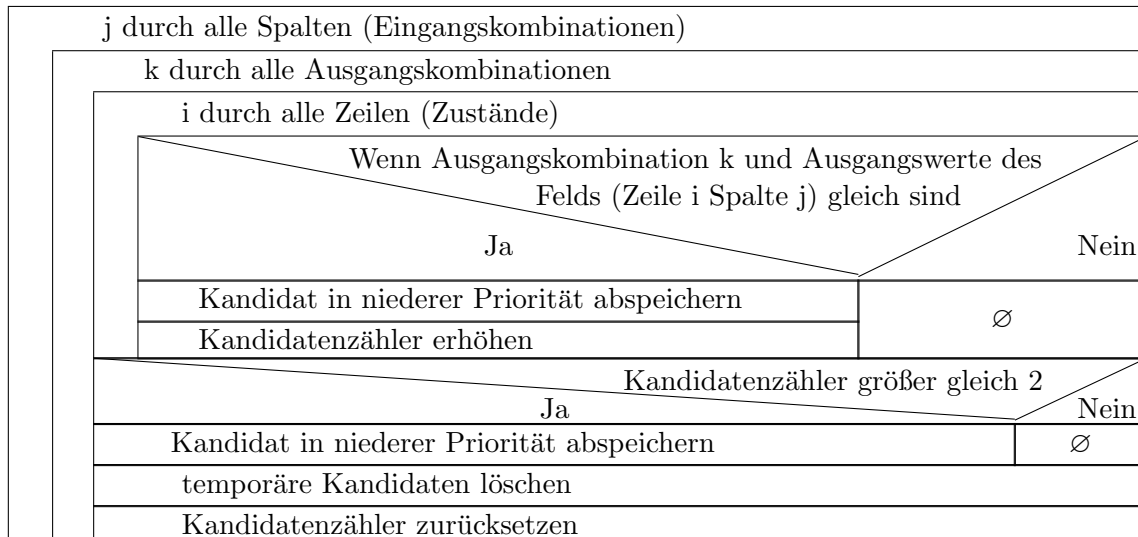 j durch alle Spalten (Eingangskombinationen)
k durch alle Ausgangskombinationen
i durch alle Zeilen (Zustände)
Wenn Ausgangskombination k und Ausgangswerte des
Felds (Zeile i Spalte j) gleich sind
Ja Nein
Kandidat in niederer Priorität abspeichern
∅
Kandidatenzähler erhöhen
Kandidatenzähler größer gleich 2
Ja Nein
Kandidat in niederer Priorität abspeichern ∅
temporäre Kandidaten löschen
Kandidatenzähler zurücksetzen